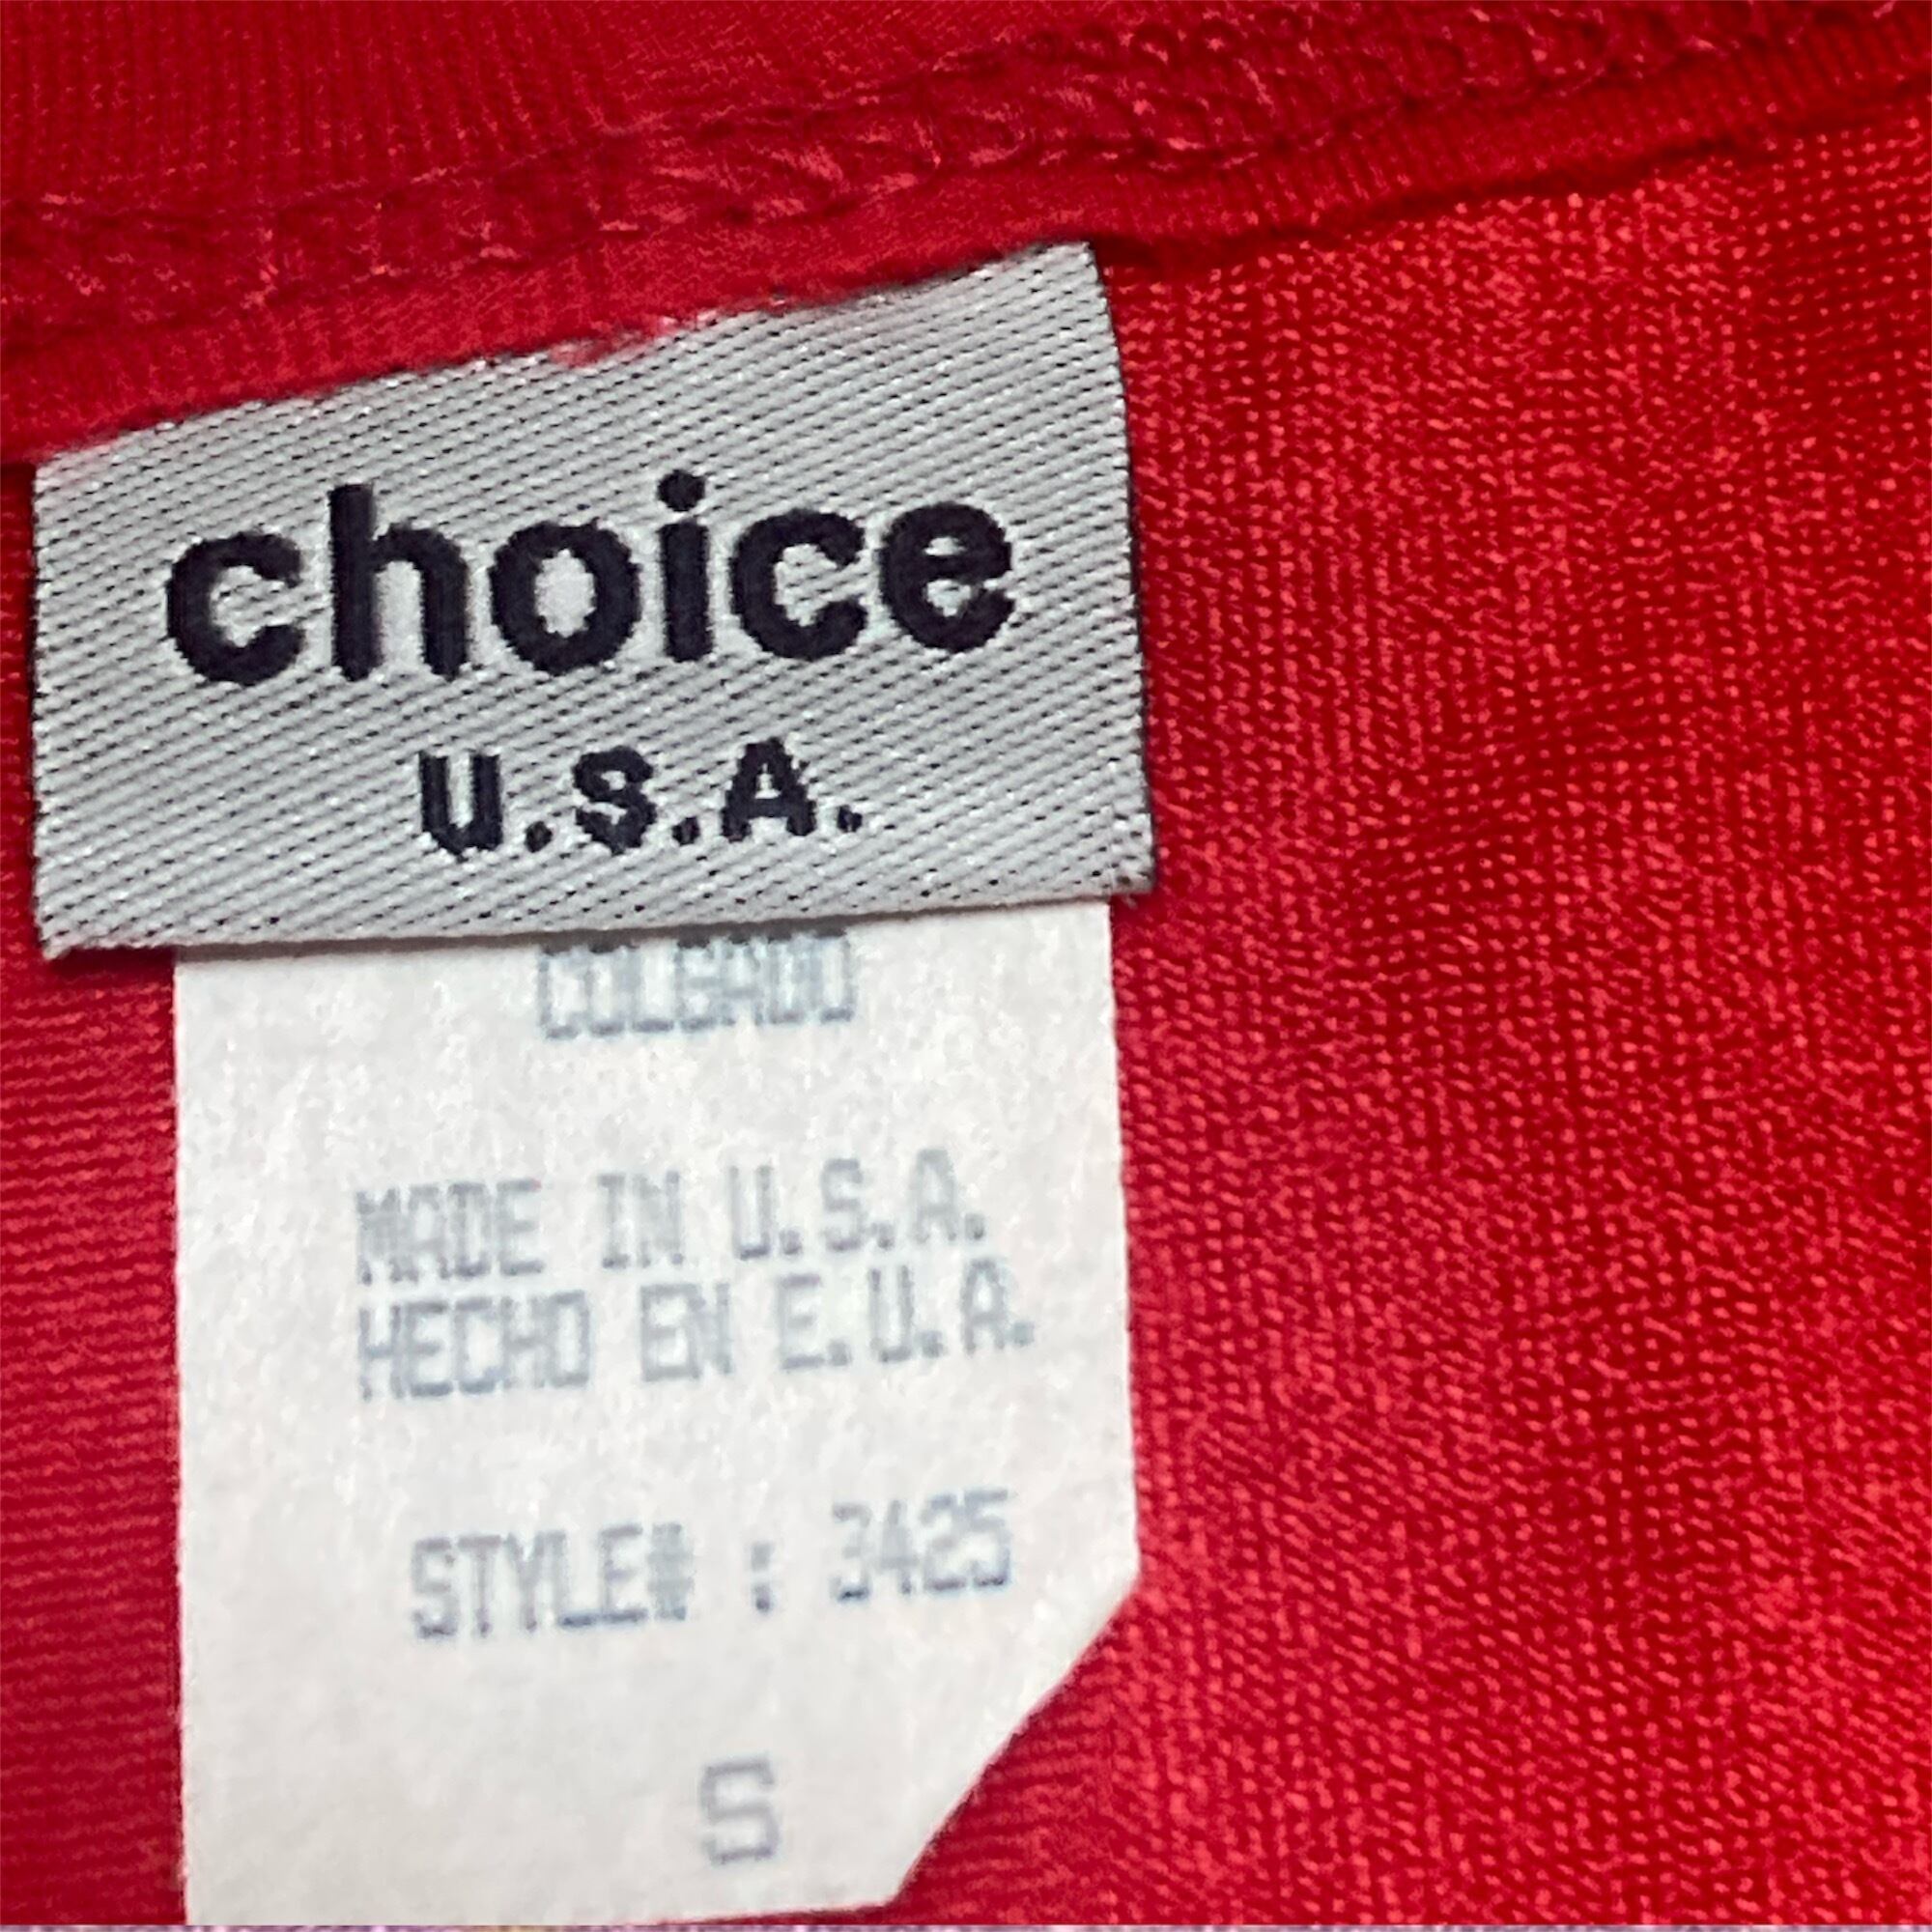 choice
U.S.A.
COLGADO
MADE IN U.S.A.
HECHO EN E.U.A.
STYLE# : 3425
S